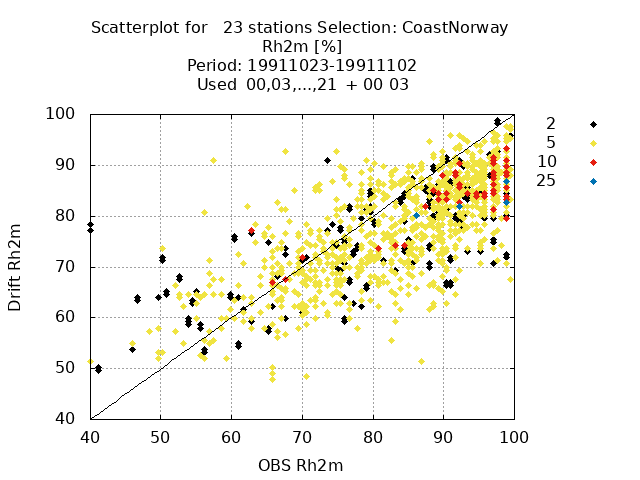 Scatterplot for   23 stations Selection: CoastNorway
Rh2m [%]
Period: 19911023-19911102
Used  00,03,...,21  + 00 03
100
90
80
70
60
50
40
40 50 60 70 80 90 100
Drift Rh2m
OBS Rh2m
2
5
10
25